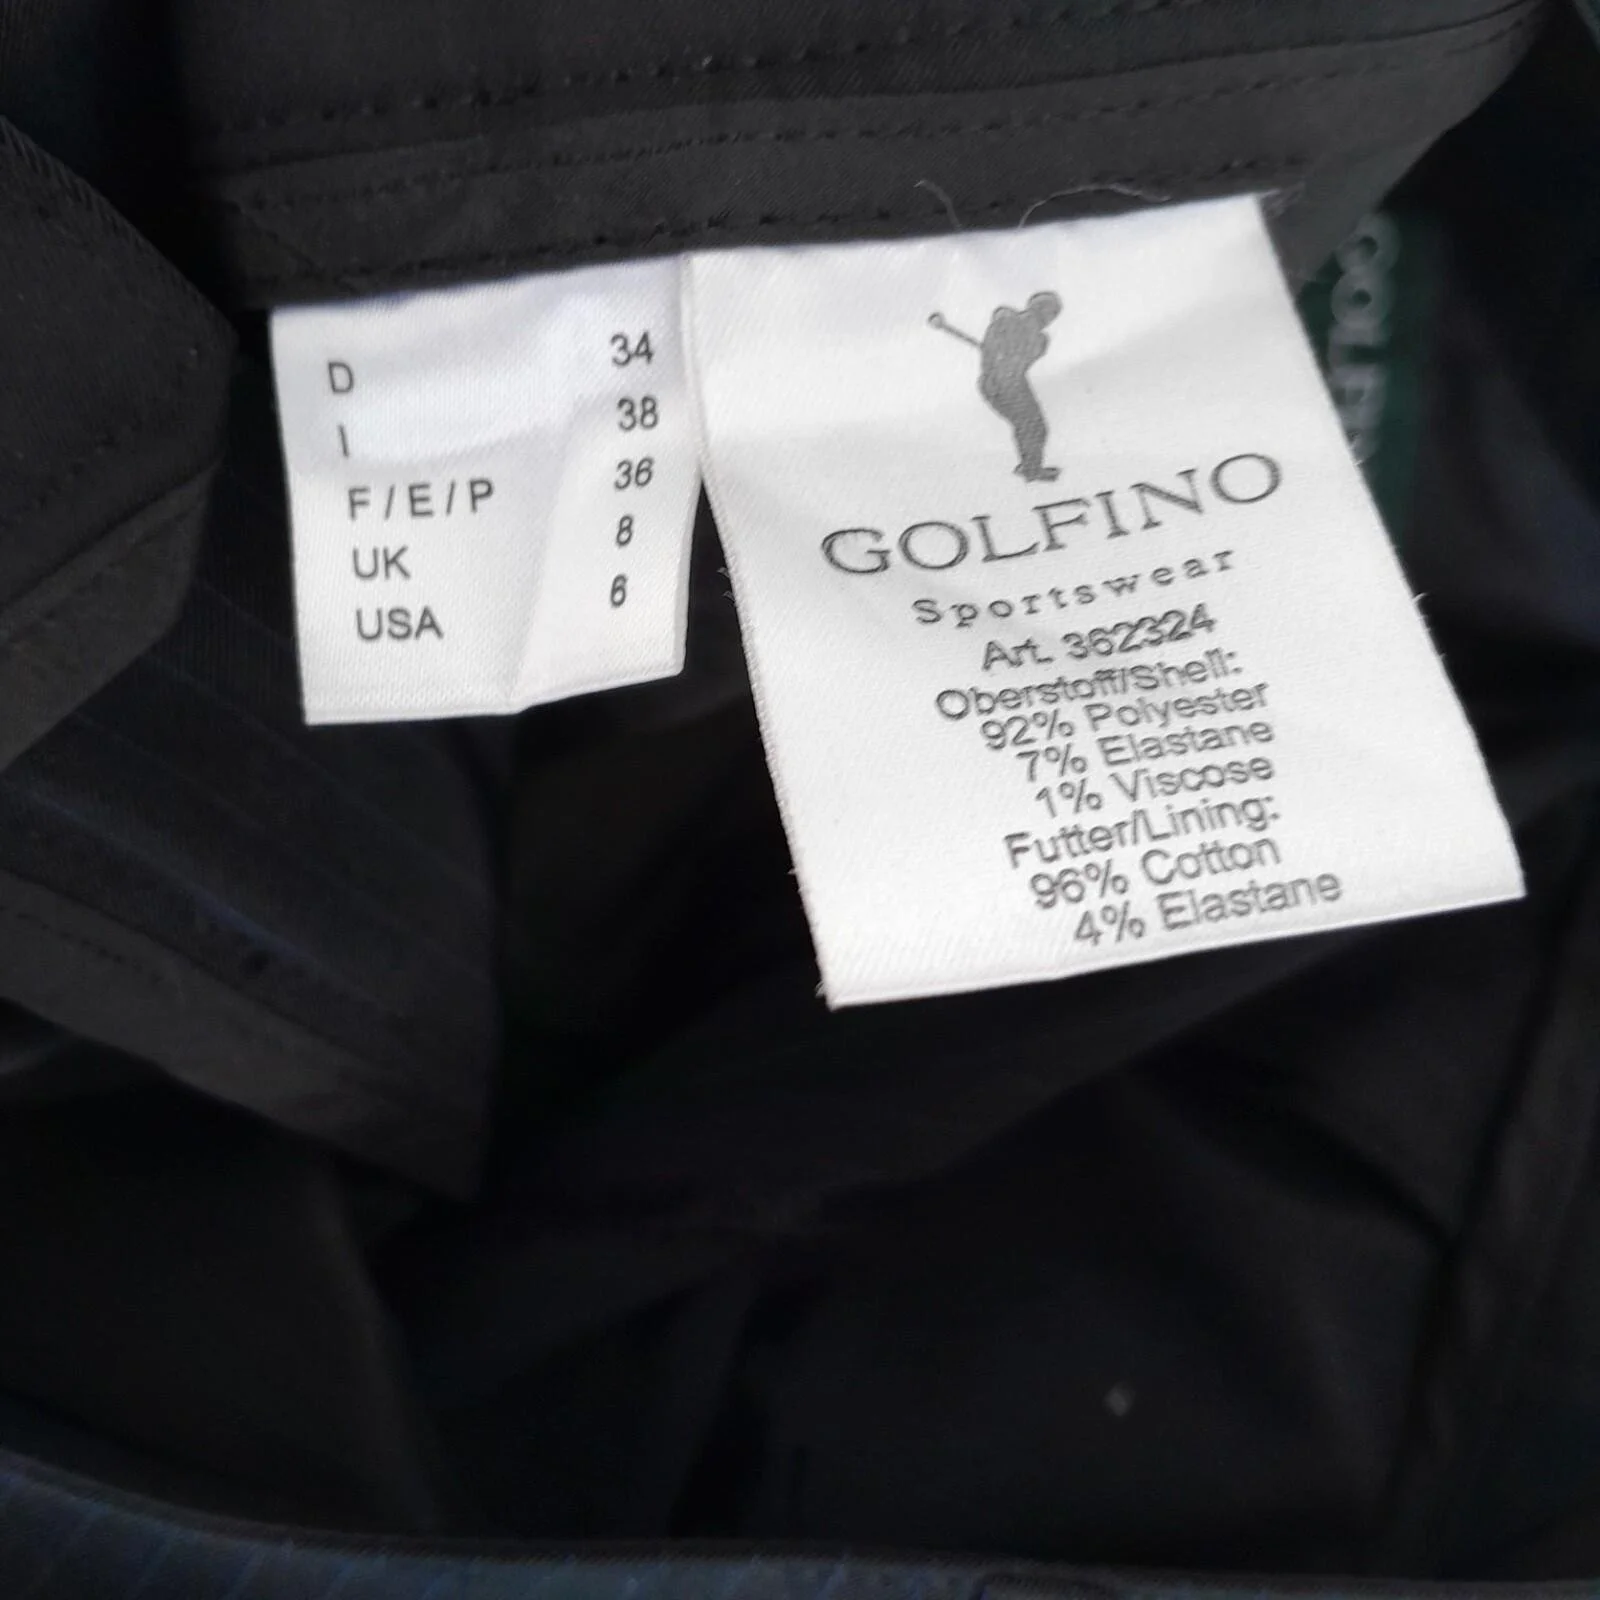 D 34
I 38
F / E / P 36
UK 8
USA 6
GOLFINO
Sportswear
Art. 362324
Oberstoff/Shell:
92% Polyester
7% Elastane
1% Viscose
Futter/Lining:
96% Cotton
4% Elastane